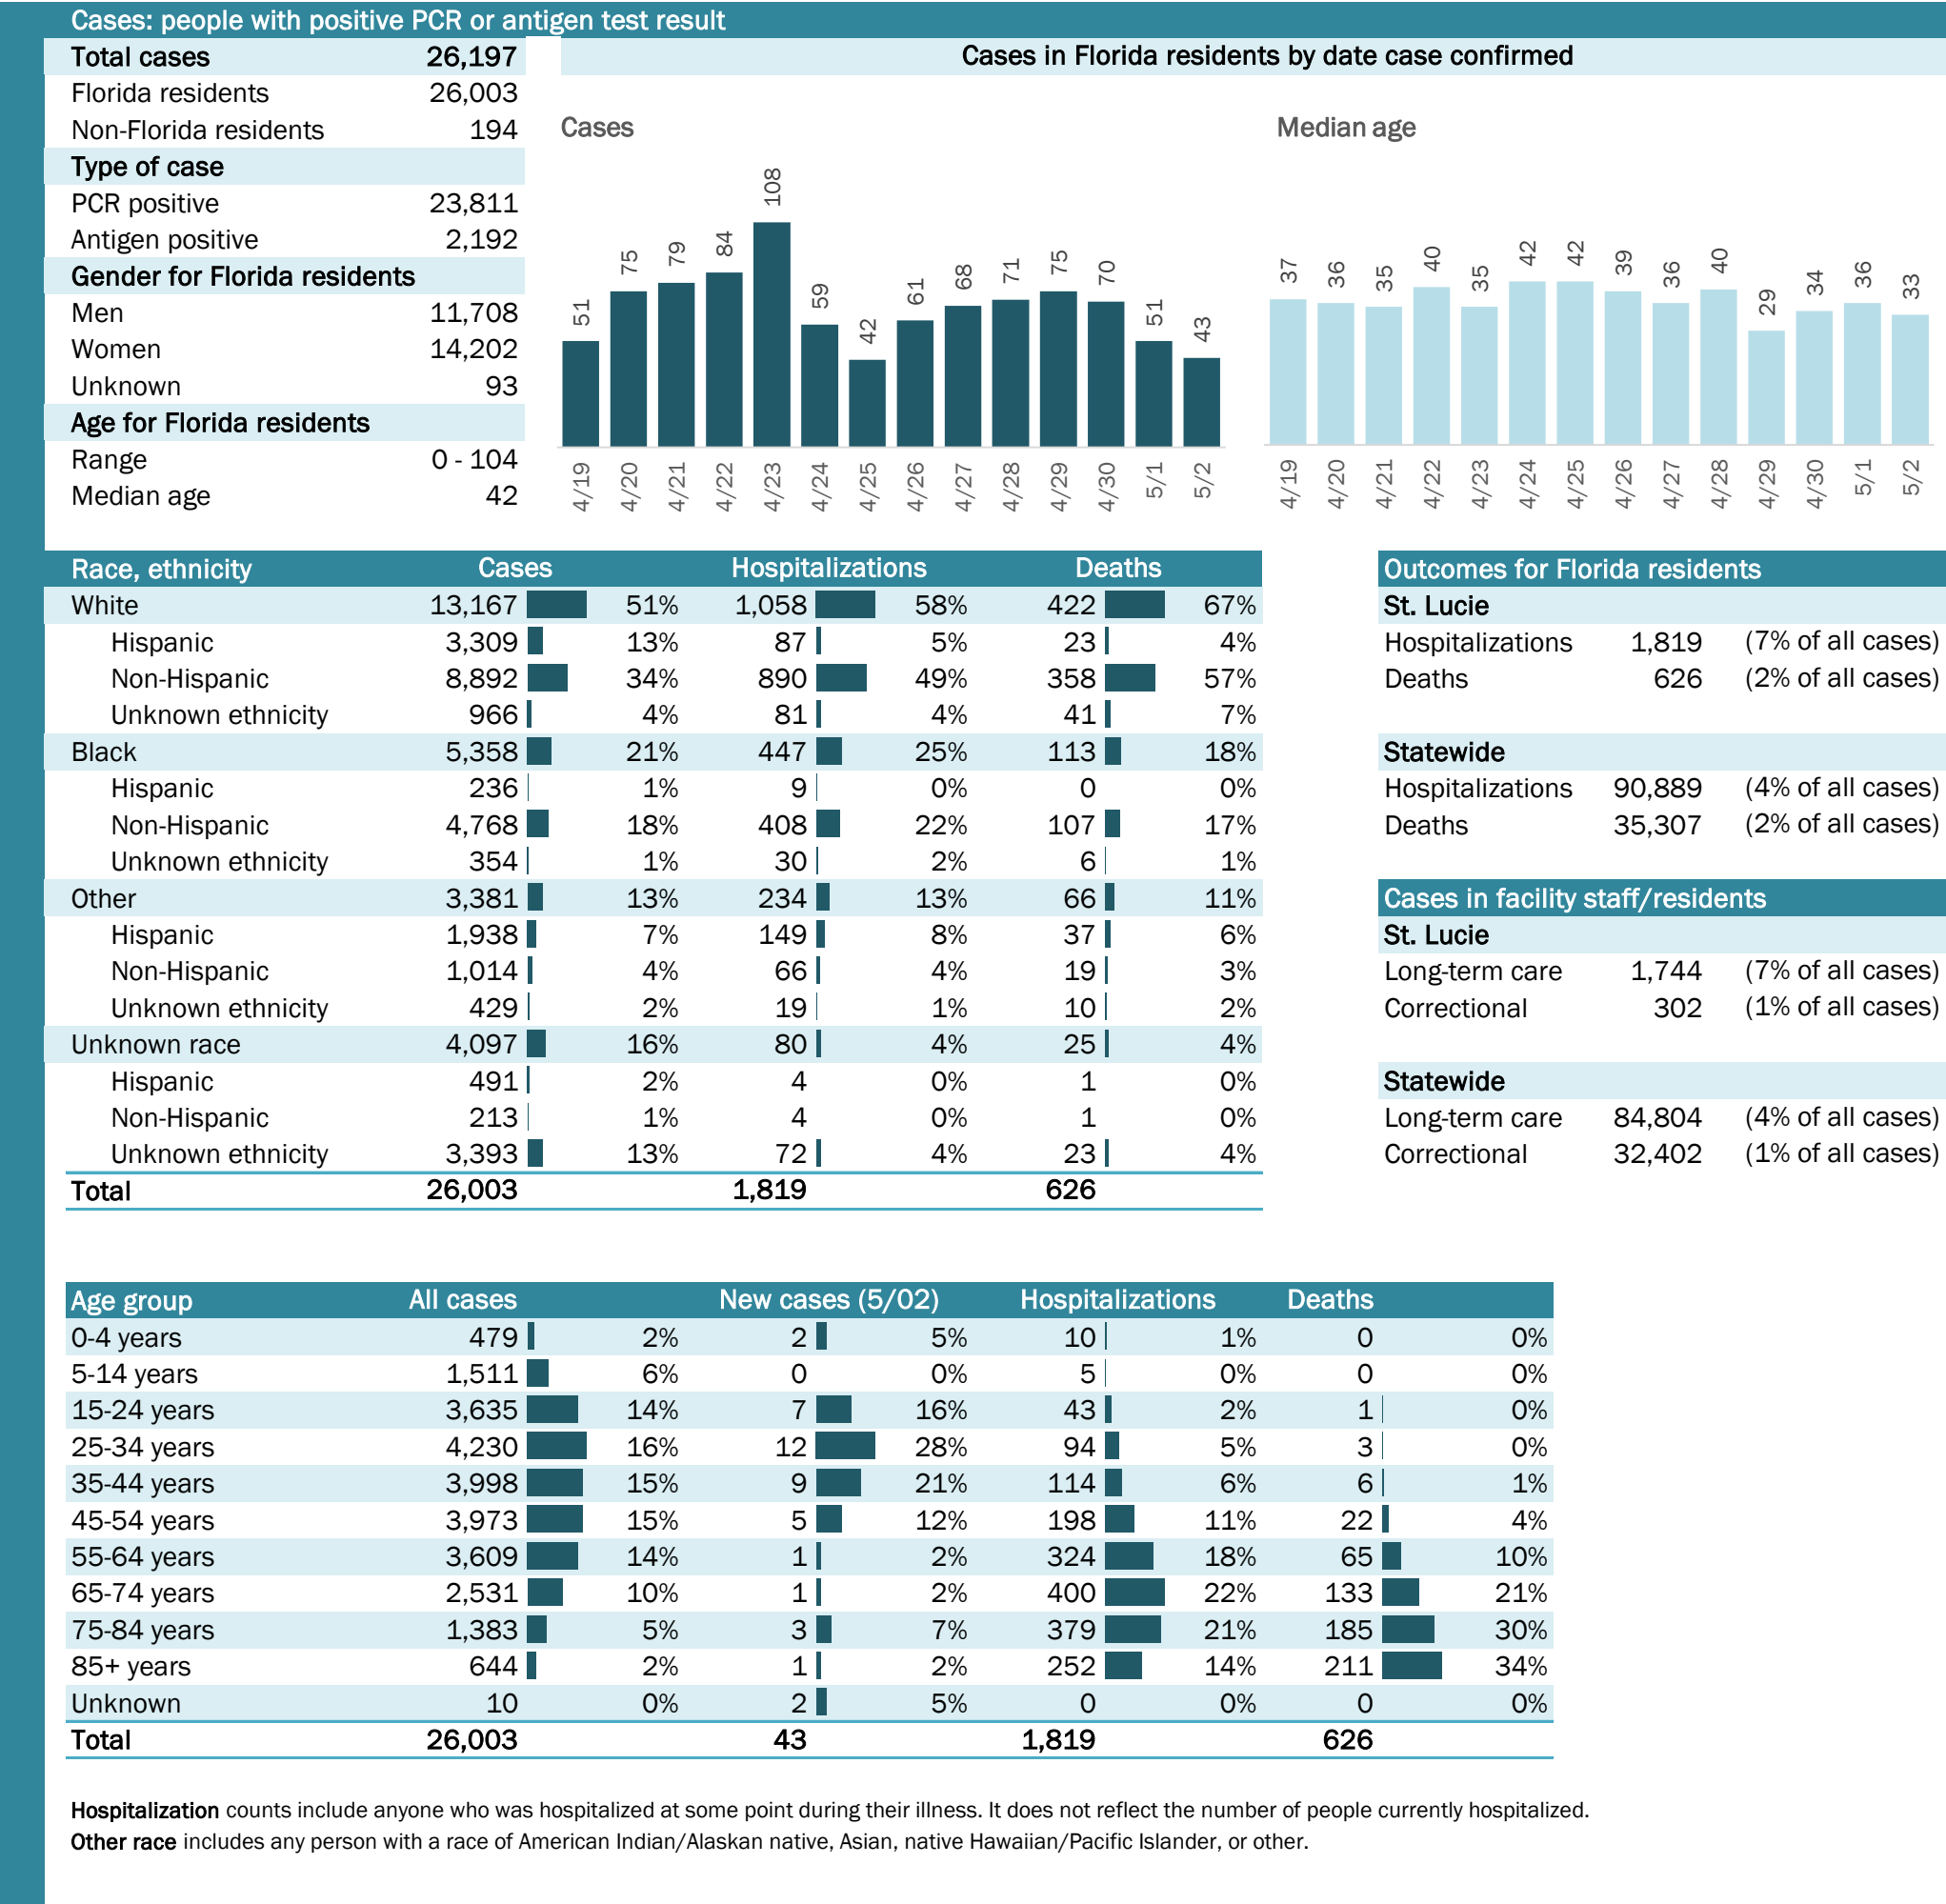 Cases: people with positive PCR or antigen test result
Total cases 26,197
Florida residents 26,003
Non-Florida residents 194
Type of case
PCR positive 23,811
Antigen positive 2,192
Gender for Florida residents
Men 11,708
Women 14,202
Unknown 93
Age for Florida residents
Range 0 - 104
Median age 42
Cases in Florida residents by date case confirmed
Cases
51 75 79 84 108 59 42 61 68 71 75 70 51 43
4/19 4/20 4/21 4/22 4/23 4/24 4/25 4/26 4/27 4/28 4/29 4/30 5/1 5/2
Median age
37 36 35 40 35 42 42 39 36 40 29 34 36 33
4/19 4/20 4/21 4/22 4/23 4/24 4/25 4/26 4/27 4/28 4/29 4/30 5/1 5/2
Race, ethnicity Cases Hospitalizations Deaths
White 13,167 51% 1,058 58% 422 67%
Hispanic 3,309 13% 87 5% 23 4%
Non-Hispanic 8,892 34% 890 49% 358 57%
Unknown ethnicity 966 4% 81 4% 41 7%
Black 5,358 21% 447 25% 113 18%
Hispanic 236 1% 9 0% 0 0%
Non-Hispanic 4,768 18% 408 22% 107 17%
Unknown ethnicity 354 1% 30 2% 6 1%
Other 3,381 13% 234 13% 66 11%
Hispanic 1,938 7% 149 8% 37 6%
Non-Hispanic 1,014 4% 66 4% 19 3%
Unknown ethnicity 429 2% 19 1% 10 2%
Unknown race 4,097 16% 80 4% 25 4%
Hispanic 491 2% 4 0% 1 0%
Non-Hispanic 213 1% 4 0% 1 0%
Unknown ethnicity 3,393 13% 72 4% 23 4%
Total 26,003 1,819 626
Outcomes for Florida residents
St. Lucie
Hospitalizations 1,819 (7% of all cases)
Deaths 626 (2% of all cases)
Statewide
Hospitalizations 90,889 (4% of all cases)
Deaths 35,307 (2% of all cases)
Cases in facility staff/residents
St. Lucie
Long-term care 1,744 (7% of all cases)
Correctional 302 (1% of all cases)
Statewide
Long-term care 84,804 (4% of all cases)
Correctional 32,402 (1% of all cases)
Age group All cases New cases (5/02) Hospitalizations Deaths
0-4 years 479 2% 2 5% 10 1% 0 0%
5-14 years 1,511 6% 0 0% 5 0% 0 0%
15-24 years 3,635 14% 7 16% 43 2% 1 0%
25-34 years 4,230 16% 12 28% 94 5% 3 0%
35-44 years 3,998 15% 9 21% 114 6% 6 1%
45-54 years 3,973 15% 5 12% 198 11% 22 4%
55-64 years 3,609 14% 1 2% 324 18% 65 10%
65-74 years 2,531 10% 1 2% 400 22% 133 21%
75-84 years 1,383 5% 3 7% 379 21% 185 30%
85+ years 644 2% 1 2% 252 14% 211 34%
Unknown 10 0% 2 5% 0 0% 0 0%
Total 26,003 43 1,819 626
Hospitalization counts include anyone who was hospitalized at some point during their illness. It does not reflect the number of people currently hospitalized.
Other race includes any person with a race of American Indian/Alaskan native, Asian, native Hawaiian/Pacific Islander, or other.